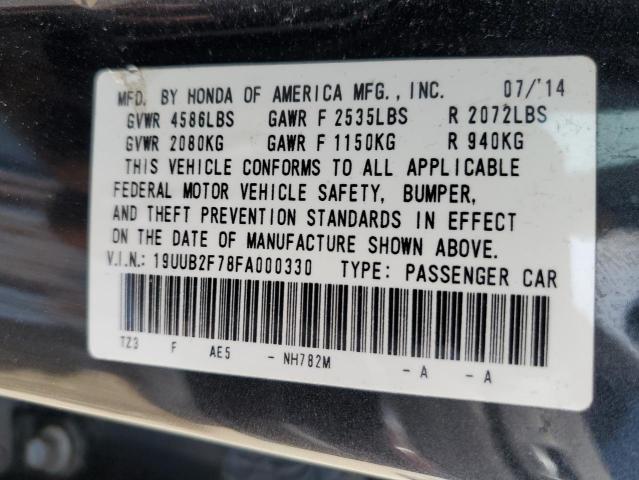 MFD. BY HONDA OF AMERICA MFG., INC. 07/'14
GVWR 4586LBS GAWR F 2535LBS R 2072LBS
GVWR 2080KG GAWR F 1150KG R 940KG
THIS VEHICLE CONFORMS TO ALL APPLICABLE
FEDERAL MOTOR VEHICLE SAFETY, BUMPER,
AND THEFT PREVENTION STANDARDS IN EFFECT
ON THE DATE OF MANUFACTURE SHOWN ABOVE.
V.I.N.: 19UUB2F78FA000330 TYPE: PASSENGER CAR
TZ3 F AE5 - NH782M - A - A